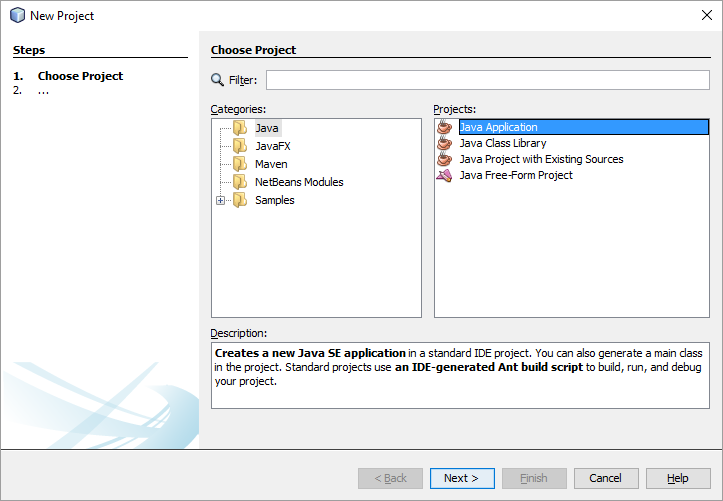 New Project
Steps
1. Choose Project
2. ...
Choose Project
Filter:
Categories:
Java
JavaFX
Maven
NetBeans Modules
Samples
Projects:
Java Application
Java Class Library
Java Project with Existing Sources
Java Free-Form Project
Description:
Creates a new Java SE application in a standard IDE project. You can also generate a main class
in the project. Standard projects use an IDE-generated Ant build script to build, run, and debug
your project.
< Back
Next >
Finish
Cancel
Help